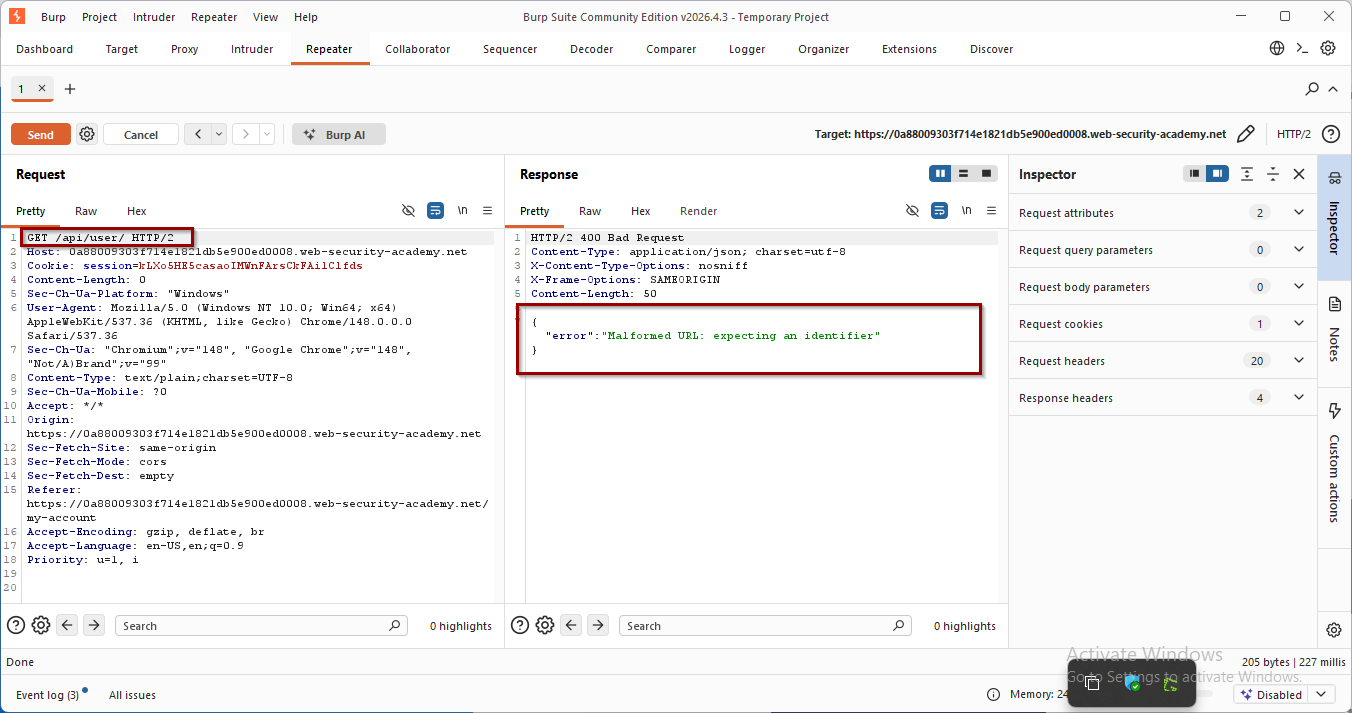 Burp Project Intruder Repeater View Help Burp Suite Community Edition v2026.4.3 - Temporary Project
Dashboard Target Proxy Intruder Repeater Collaborator Sequencer Decoder Comparer Logger Organizer Extensions Discover
1 × +
Send Cancel < > Burp AI Target: https://0a88009303f714e1821db5e900ed0008.web-security-academy.net HTTP/2
Request
Pretty Raw Hex \n
1 GET /api/user/ HTTP/2
2 Host: 0a88009303f714e1821db5e900ed0008.web-security-academy.net
3 Cookie: session=kLXo5HE5casaoIMWnFArsCkFAilClfds
4 Content-Length: 0
5 Sec-Ch-Ua-Platform: "Windows"
6 User-Agent: Mozilla/5.0 (Windows NT 10.0; Win64; x64)
AppleWebKit/537.36 (KHTML, like Gecko) Chrome/148.0.0.0
Safari/537.36
7 Sec-Ch-Ua: "Chromium";v="148", "Google Chrome";v="148",
"Not/A)Brand";v="99"
8 Content-Type: text/plain;charset=UTF-8
9 Sec-Ch-Ua-Mobile: ?0
10 Accept: */*
11 Origin:
https://0a88009303f714e1821db5e900ed0008.web-security-academy.net
12 Sec-Fetch-Site: same-origin
13 Sec-Fetch-Mode: cors
14 Sec-Fetch-Dest: empty
15 Referer:
https://0a88009303f714e1821db5e900ed0008.web-security-academy.net/
my-account
16 Accept-Encoding: gzip, deflate, br
17 Accept-Language: en-US,en;q=0.9
18 Priority: u=1, i
19
20
Search 0 highlights
Response
Pretty Raw Hex Render \n
1 HTTP/2 400 Bad Request
2 Content-Type: application/json; charset=utf-8
3 X-Content-Type-Options: nosniff
4 X-Frame-Options: SAMEORIGIN
5 Content-Length: 50
{
"error":"Malformed URL: expecting an identifier"
}
Search 0 highlights
Inspector
Request attributes 2
Request query parameters 0
Request body parameters 0
Request cookies 1
Request headers 20
Response headers 4
Inspector
Notes
Custom actions
Done
Activate Windows
205 bytes | 227 millis
Go to Settings to activate Windows.
Event log (3) All issues Memory: 24 Disabled